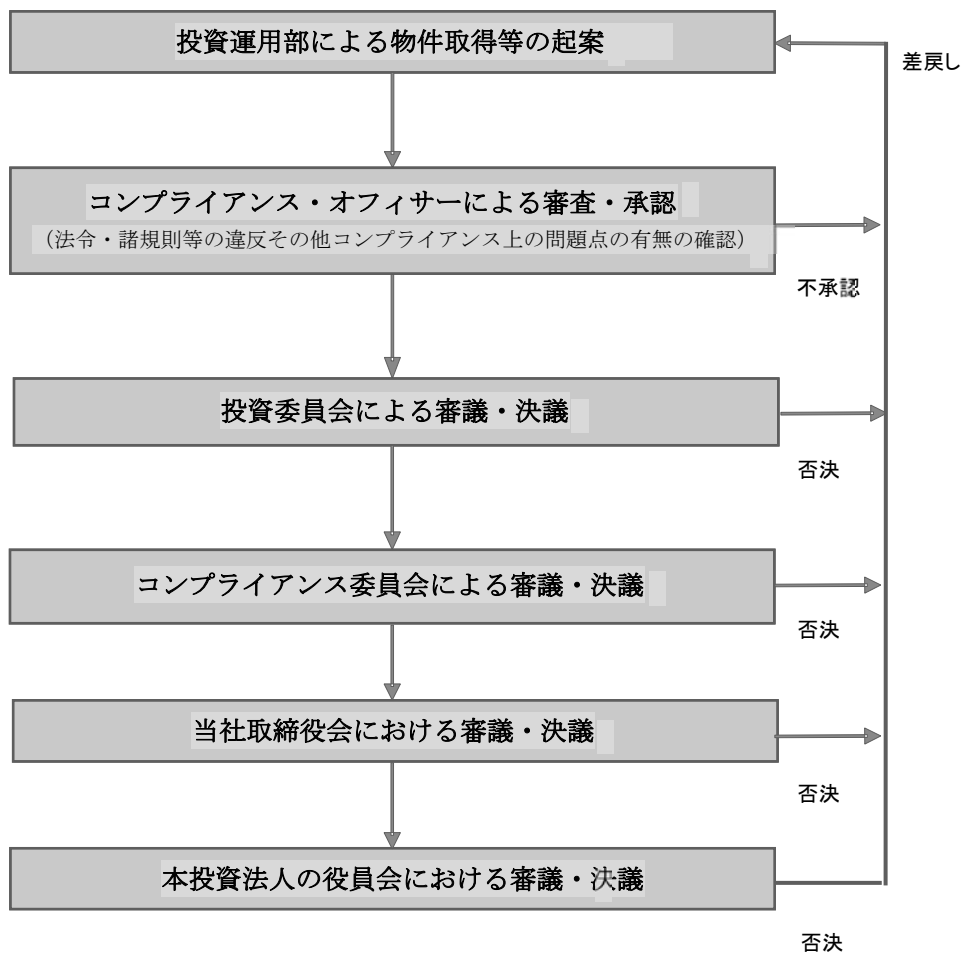 投資運用部による物件取得等の起案
差戻し
コンプライアンス・オフィサーによる審査・承認
（法令・諸規則等の違反その他コンプライアンス上の問題点の有無の確認）
不承認
投資委員会による審議・決議
否決
コンプライアンス委員会による審議・決議
否決
当社取締役会における審議・決議
否決
本投資法人の役員会における審議・決議
否決